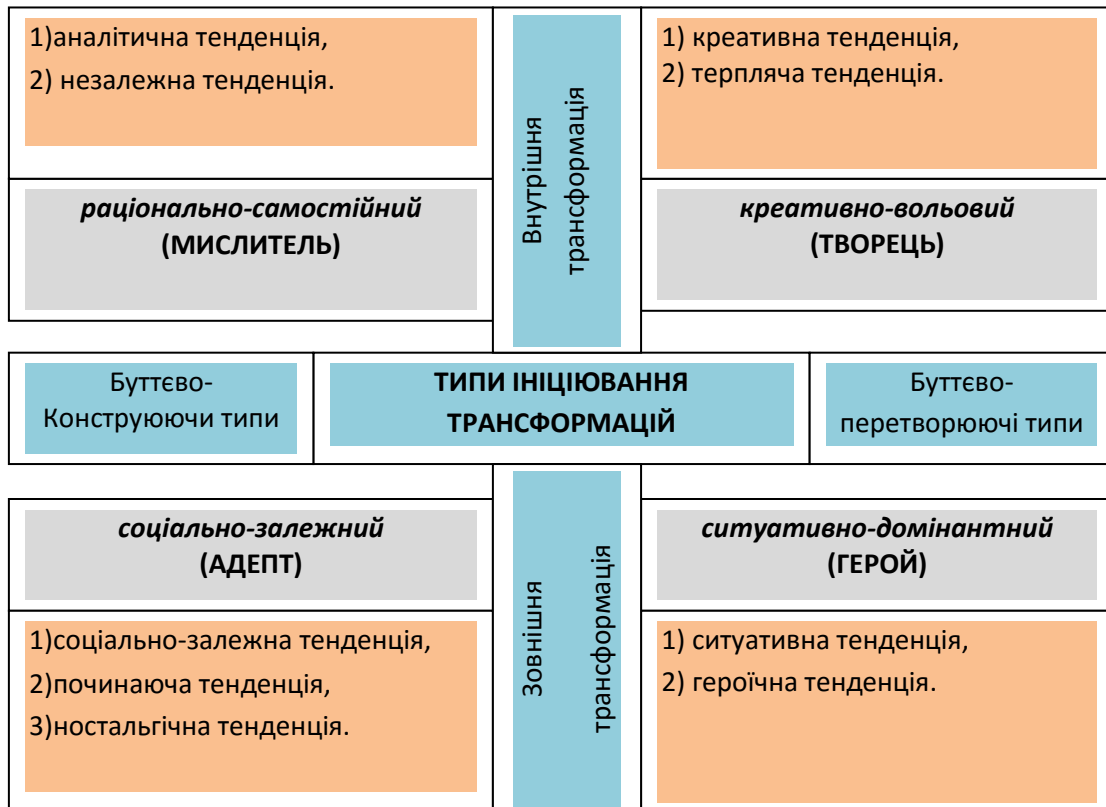 1)аналітична тенденція,
2) незалежна тенденція.
раціонально-самостійний
(МИСЛИТЕЛЬ)
Внутрішня
трансформація
1) креативна тенденція,
2) терпляча тенденція.
креативно-вольовий
(ТВОРЕЦЬ)
Буттєво-
Конструюючи типи
ТИПИ ІНІЦІЮВАННЯ
ТРАНСФОРМАЦІЙ
Буттєво-
перетворюючі типи
соціально-залежний
(АДЕПТ)
1)соціально-залежна тенденція,
2)починаюча тенденція,
3)ностальгічна тенденція.
Зовнішня
трансформація
ситуативно-домінантний
(ГЕРОЙ)
1) ситуативна тенденція,
2) героїчна тенденція.